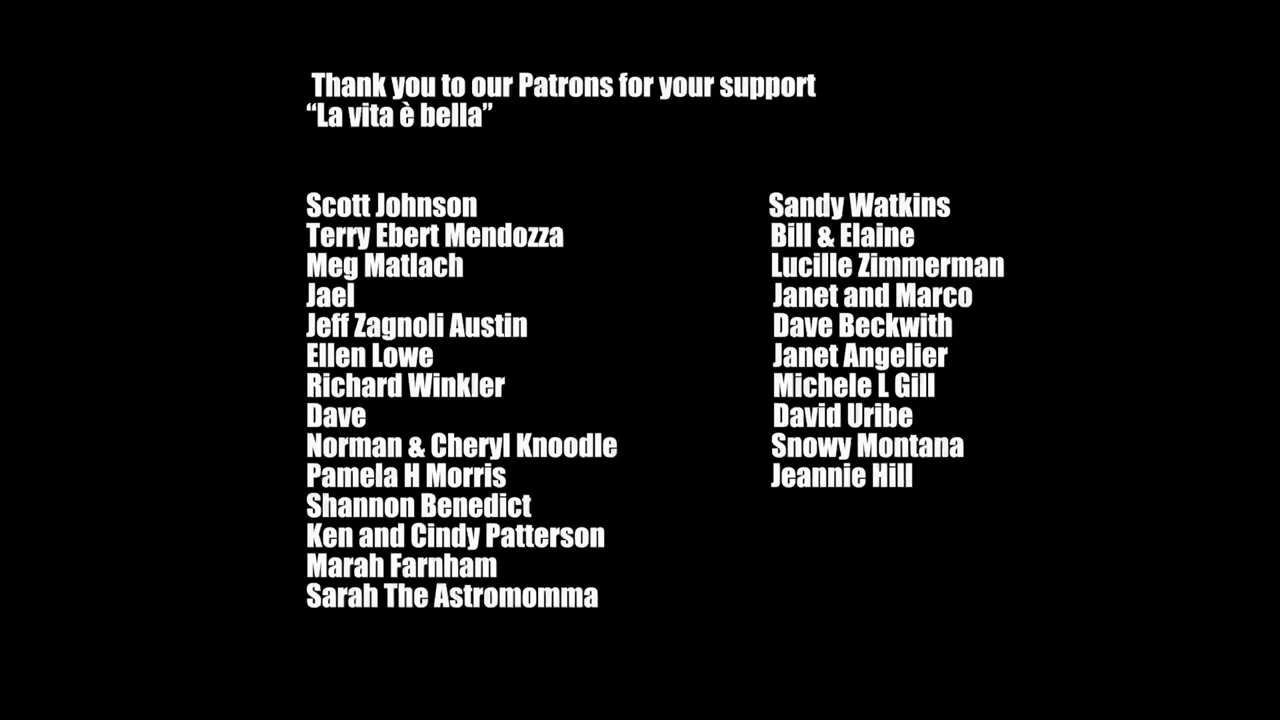 Thank you to our Patrons for your support
“La vita è bella”
Scott Johnson
Terry Ebert Mendozza
Meg Matlach
Jael
Jeff Zagnoli Austin
Ellen Lowe
Richard Winkler
Dave
Norman & Cheryl Knoodle
Pamela H Morris
Shannon Benedict
Ken and Cindy Patterson
Marah Farnham
Sarah The Astromomma
Sandy Watkins
Bill & Elaine
Lucille Zimmerman
Janet and Marco
Dave Beckwith
Janet Angelier
Michele L Gill
David Uribe
Snowy Montana
Jeannie Hill